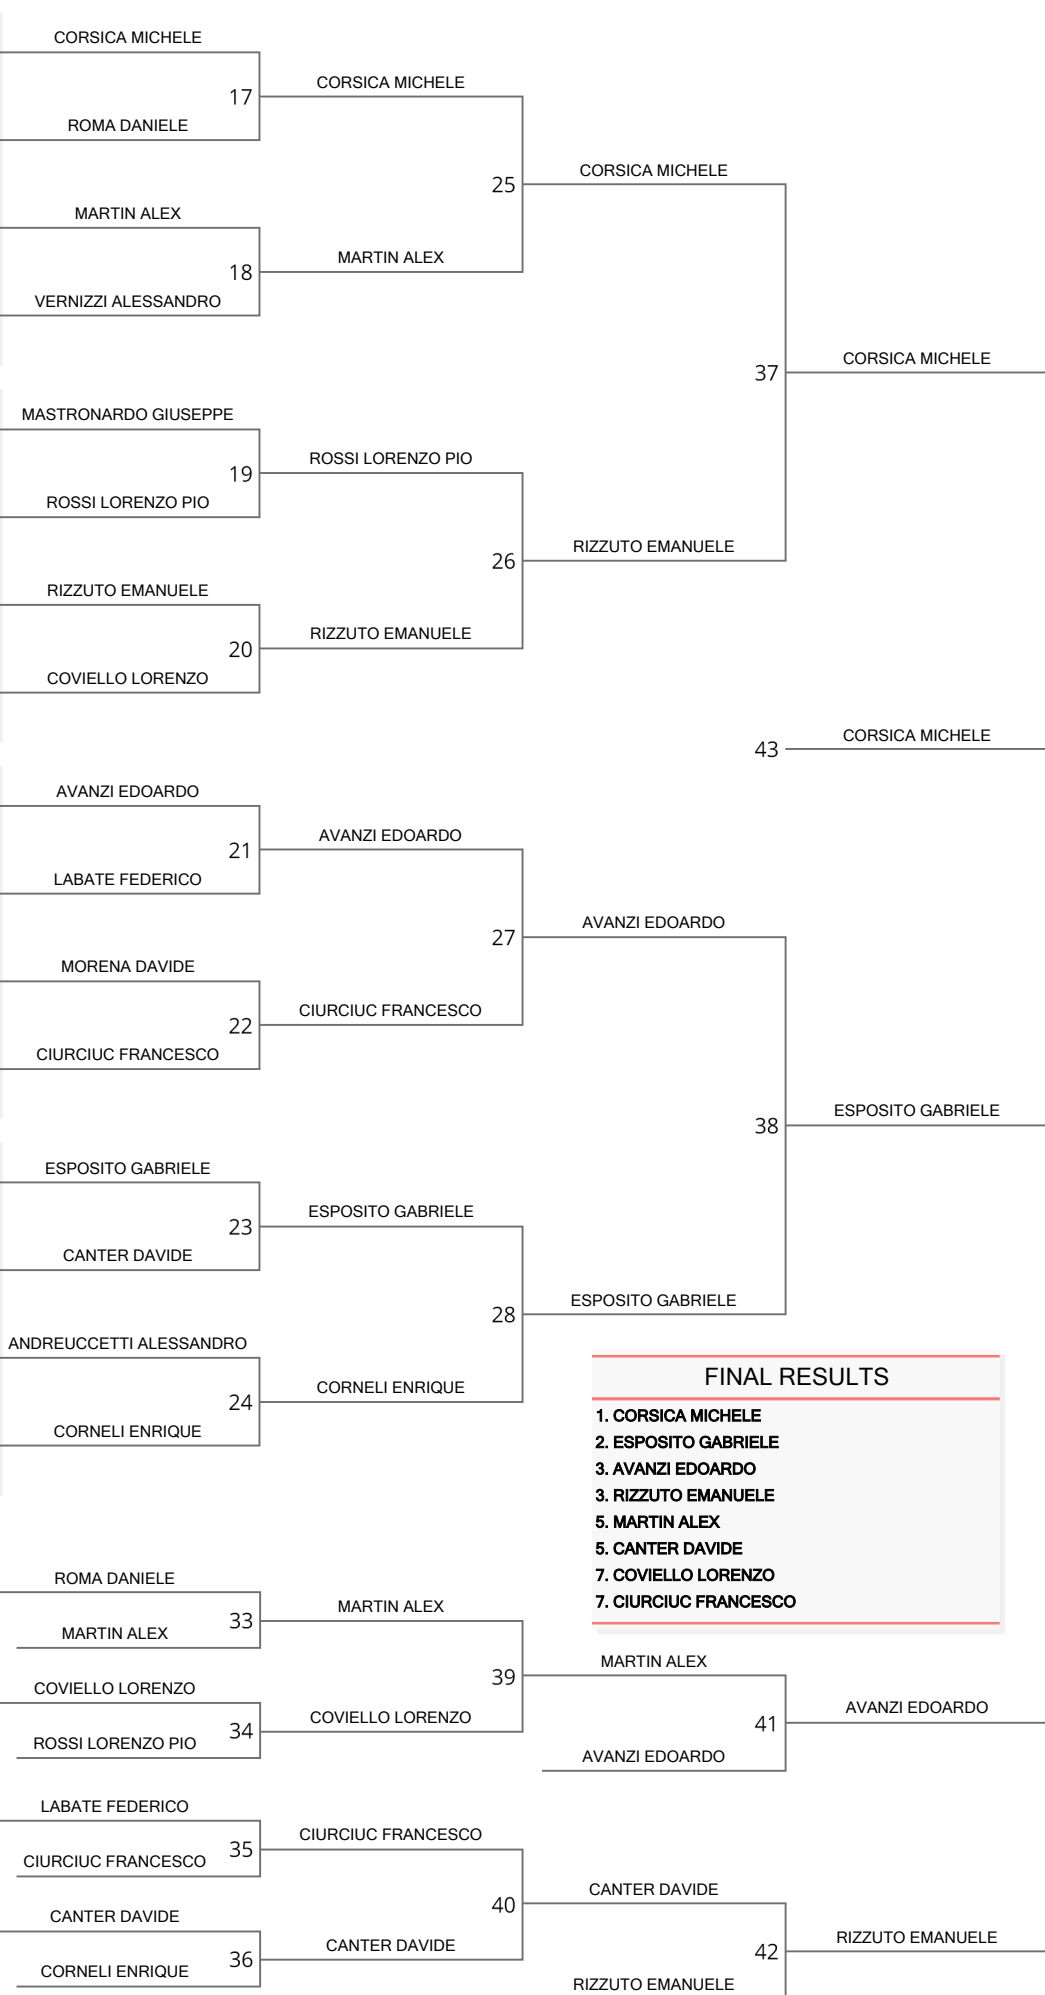 CORSICA MICHELE
CORSICA MICHELE
17
ROMA DANIELE
CORSICA MICHELE
25
MARTIN ALEX
MARTIN ALEX
18
VERNIZZI ALESSANDRO
CORSICA MICHELE
37
MASTRONARDO GIUSEPPE
ROSSI LORENZO PIO
19
ROSSI LORENZO PIO
RIZZUTO EMANUELE
26
RIZZUTO EMANUELE
RIZZUTO EMANUELE
20
COVIELLO LORENZO
CORSICA MICHELE
43
AVANZI EDOARDO
AVANZI EDOARDO
21
LABATE FEDERICO
AVANZI EDOARDO
27
MORENA DAVIDE
CIURCIUC FRANCESCO
22
CIURCIUC FRANCESCO
ESPOSITO GABRIELE
38
ESPOSITO GABRIELE
ESPOSITO GABRIELE
23
CANTER DAVIDE
ESPOSITO GABRIELE
28
ANDREUCCETTI ALESSANDRO
CORNELI ENRIQUE
24
CORNELI ENRIQUE
FINAL RESULTS
1. CORSICA MICHELE
2. ESPOSITO GABRIELE
3. AVANZI EDOARDO
3. RIZZUTO EMANUELE
5. MARTIN ALEX
5. CANTER DAVIDE
7. COVIELLO LORENZO
7. CIURCIUC FRANCESCO
ROMA DANIELE
MARTIN ALEX
33
MARTIN ALEX
MARTIN ALEX
39
COVIELLO LORENZO
COVIELLO LORENZO
34
ROSSI LORENZO PIO
AVANZI EDOARDO
41
AVANZI EDOARDO
LABATE FEDERICO
CIURCIUC FRANCESCO
35
CIURCIUC FRANCESCO
CANTER DAVIDE
40
CANTER DAVIDE
CANTER DAVIDE
36
CORNELI ENRIQUE
RIZZUTO EMANUELE
42
RIZZUTO EMANUELE